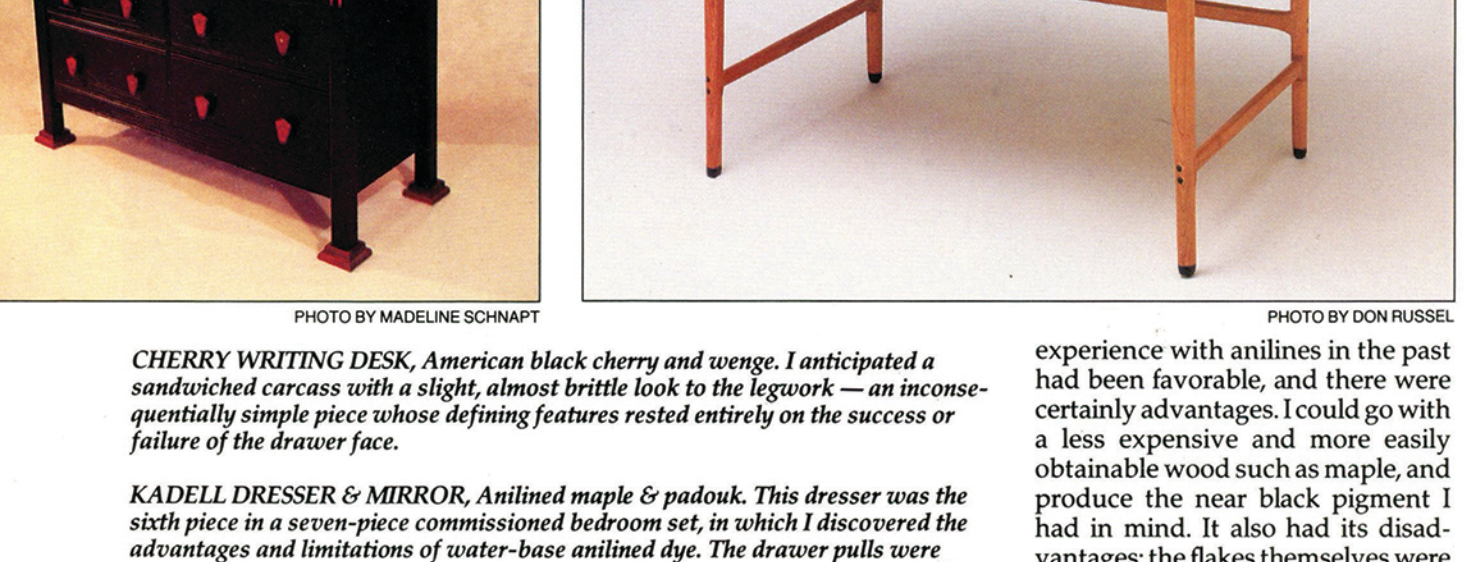 PHOTO BY MADELINE SCHNAPT
PHOTO BY DON RUSSEL
CHERRY WRITING DESK, American black cherry and wenge. I anticipated a
sandwiched carcass with a slight, almost brittle look to the legwork — an inconse-
quentially simple piece whose defining features rested entirely on the success or
failure of the drawer face.
KADELL DRESSER & MIRROR, Anilined maple & padouk. This dresser was the
sixth piece in a seven-piece commissioned bedroom set, in which I discovered the
advantages and limitations of water-base anilined dye. The drawer pulls were
experience with anilines in the past
had been favorable, and there were
certainly advantages. I could go with
a less expensive and more easily
obtainable wood such as maple, and
produce the near black pigment I
had in mind. It also had its disad-
vantages: the flakes themselves were